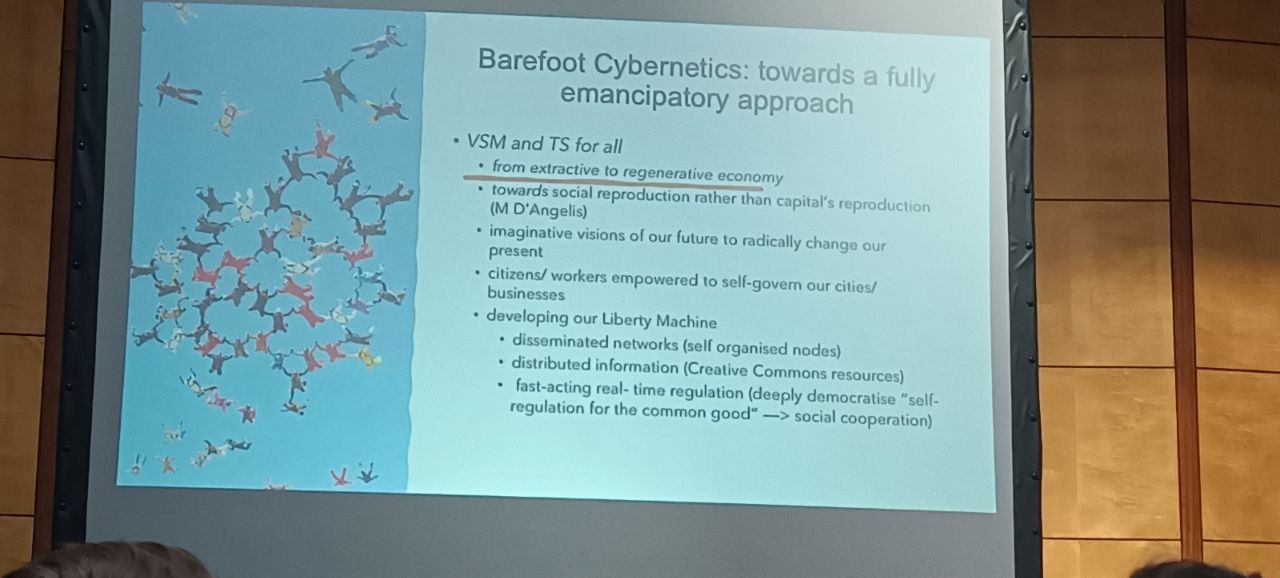 Barefoot Cybernetics: towards a fully
emancipatory approach
• VSM and TS for all
• from extractive to regenerative economy
• towards social reproduction rather than capital's reproduction
(M D'Angelis)
• imaginative visions of our future to radically change our
present
• citizens/ workers empowered to self-govern our cities/
businesses
• developing our Liberty Machine
• disseminated networks (self organised nodes)
• distributed information (Creative Commons resources)
• fast-acting real- time regulation (deeply democratise "self-
regulation for the common good" —> social cooperation)